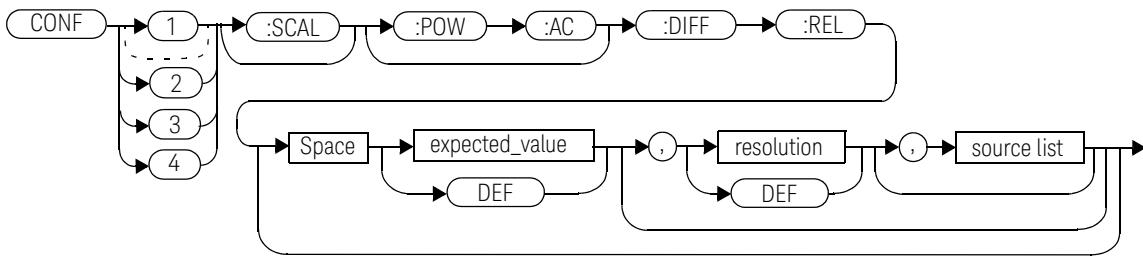 CONF 1 :SCAL :POW :AC :DIFF :REL
2
3
4
Space expected_value , resolution , source list
DEF DEF